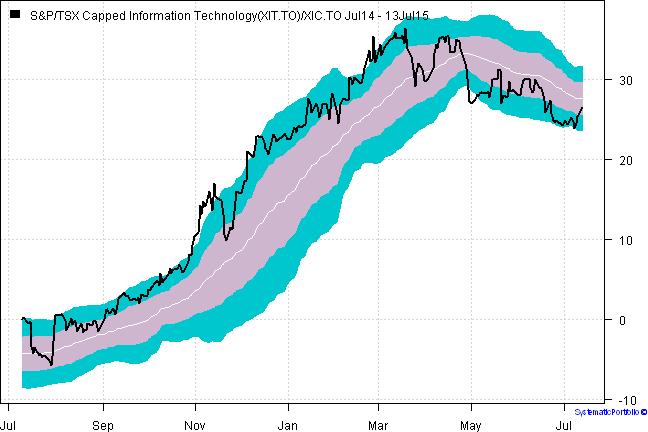 S&P/TSX Capped Information Technology(XIT.TO)/XIC.TO Jul14 - 13Jul15
30
20
10
0
-10
Jul Sep Nov Jan Mar May Jul
SystematicPortfolio ©